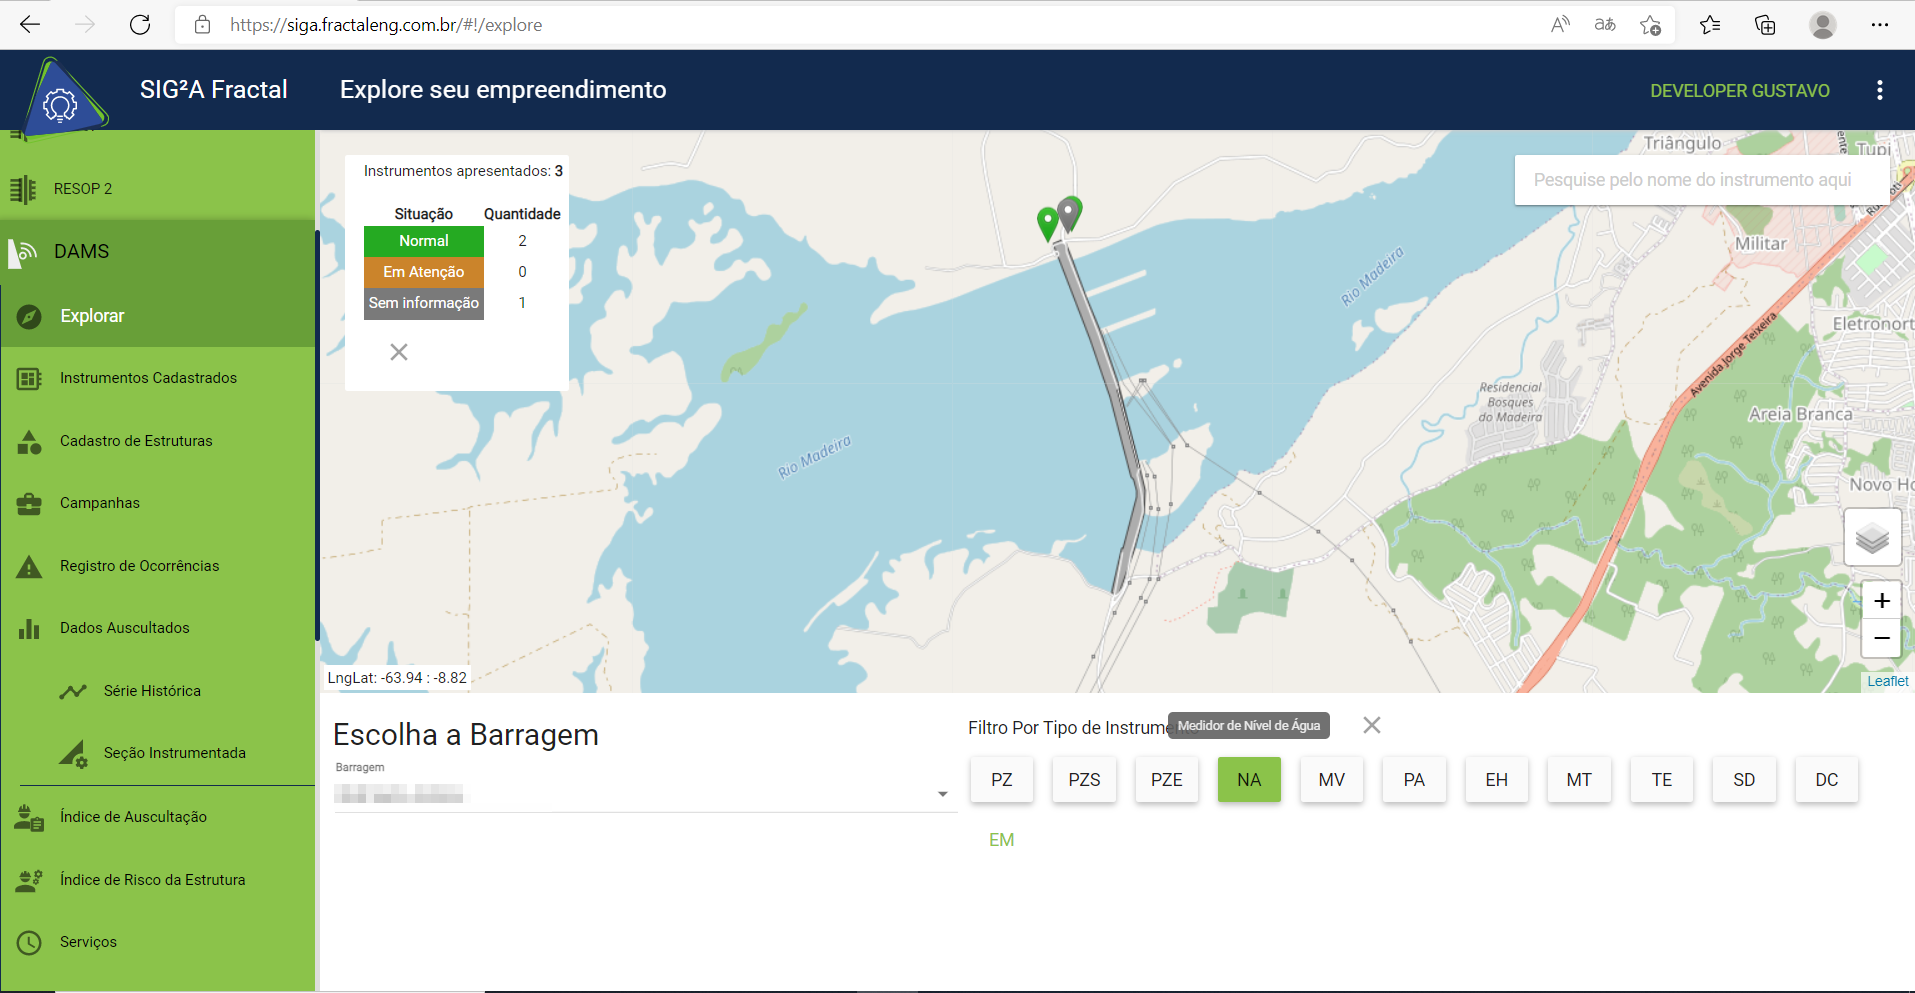 https://siga.fractaleng.com.br/#!/explore
SIG²A Fractal
Explore seu empreendimento
DEVELOPER GUSTAVO
RESOP 2
DAMS
Explorar
Instrumentos Cadastrados
Cadastro de Estruturas
Campanhas
Registro de Ocorrências
Dados Auscultados
Série Histórica
Seção Instrumentada
Índice de Auscultação
Índice de Risco da Estrutura
Serviços
Instrumentos apresentados: 3
Situação Quantidade
Normal 2
Em Atenção 0
Sem informação 1
Pesquise pelo nome do instrumento aqui
Triângulo
Tupi
Militar
Rio Madeira
Eletronort
Avenida Jorge Teixeira
Residencial
Bosques
do Madeira
Areia Branca
Rio Madeira
Novo Ho
+
−
LngLat: -63.94 : -8.82
Leaflet
Escolha a Barragem
Barragem
Filtro Por Tipo de Instrume
Medidor de Nível de Água
PZ PZS PZE NA MV PA EH MT TE SD DC
EM